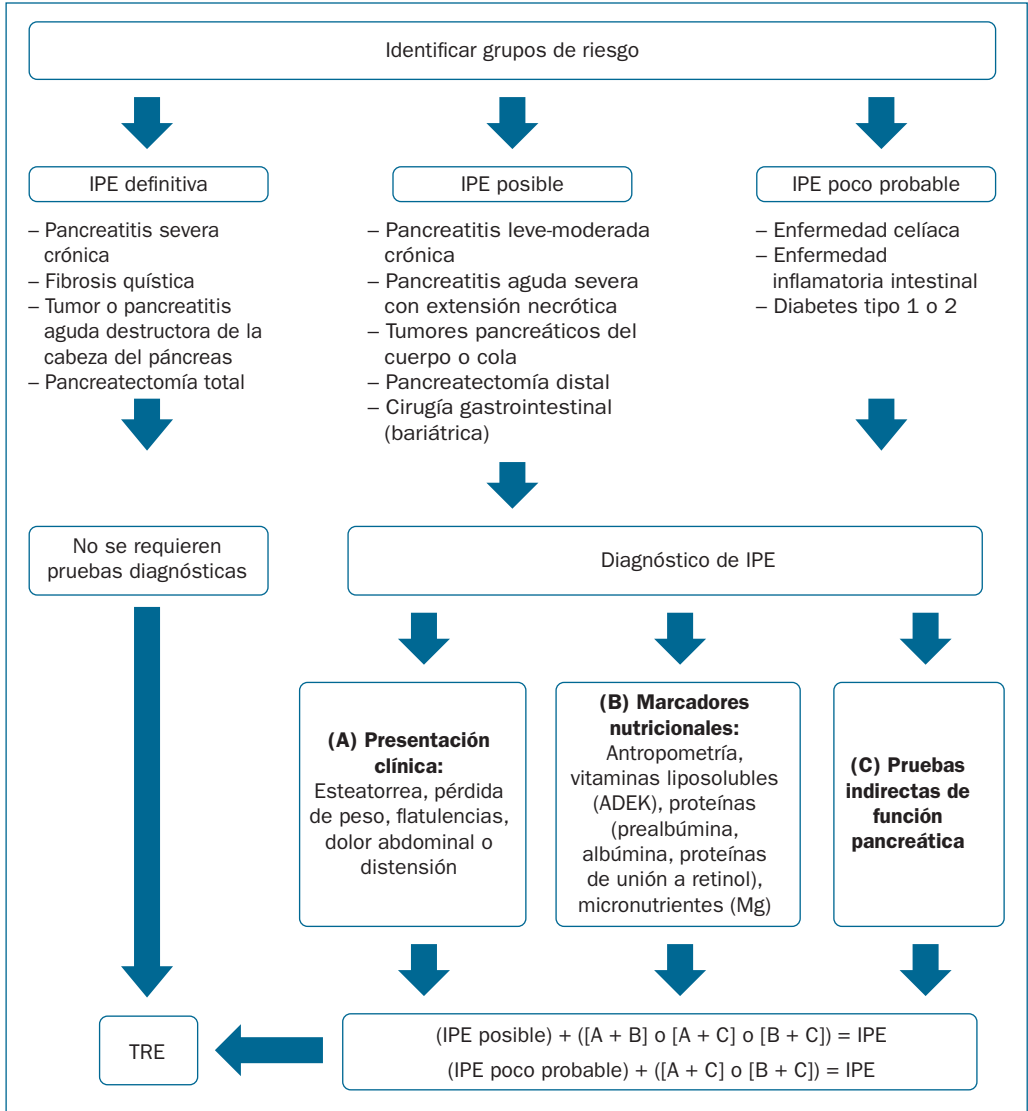 Identificar grupos de riesgo
IPE definitiva
– Pancreatitis severa
crónica
– Fibrosis quística
– Tumor o pancreatitis
aguda destructora de la
cabeza del páncreas
– Pancreatectomía total
IPE posible
– Pancreatitis leve-moderada
crónica
– Pancreatitis aguda severa
con extensión necrótica
– Tumores pancreáticos del
cuerpo o cola
– Pancreatectomía distal
– Cirugía gastrointestinal
(bariátrica)
IPE poco probable
– Enfermedad celíaca
– Enfermedad
inflamatoria intestinal
– Diabetes tipo 1 o 2
No se requieren
pruebas diagnósticas
Diagnóstico de IPE
(A) Presentación
clínica:
Esteatorrea, pérdida
de peso, flatulencias,
dolor abdominal o
distensión
(B) Marcadores
nutricionales:
Antropometría,
vitaminas liposolubles
(ADEK), proteínas
(prealbúmina,
albúmina, proteínas
de unión a retinol),
micronutrientes (Mg)
(C) Pruebas
indirectas de
función
pancreática
TRE
(IPE posible) + ([A + B] o [A + C] o [B + C]) = IPE
(IPE poco probable) + ([A + C] o [B + C]) = IPE